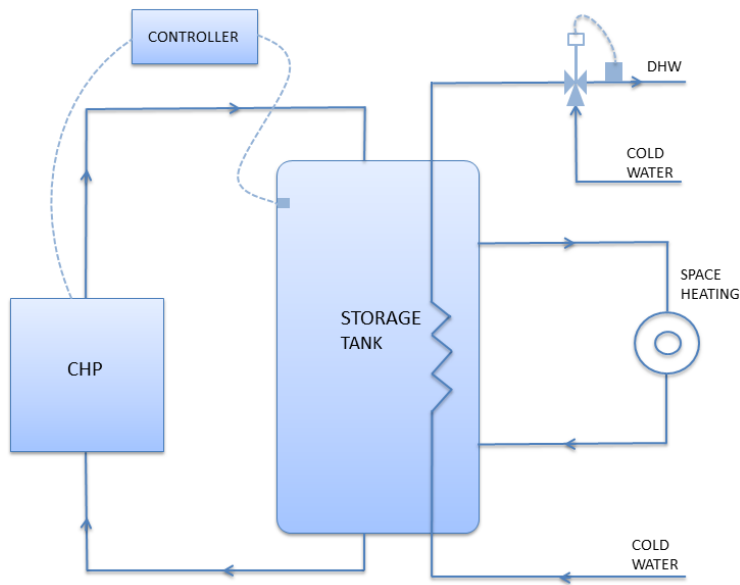 CONTROLLER
DHW
COLD
WATER
SPACE
HEATING
STORAGE
TANK
CHP
COLD
WATER